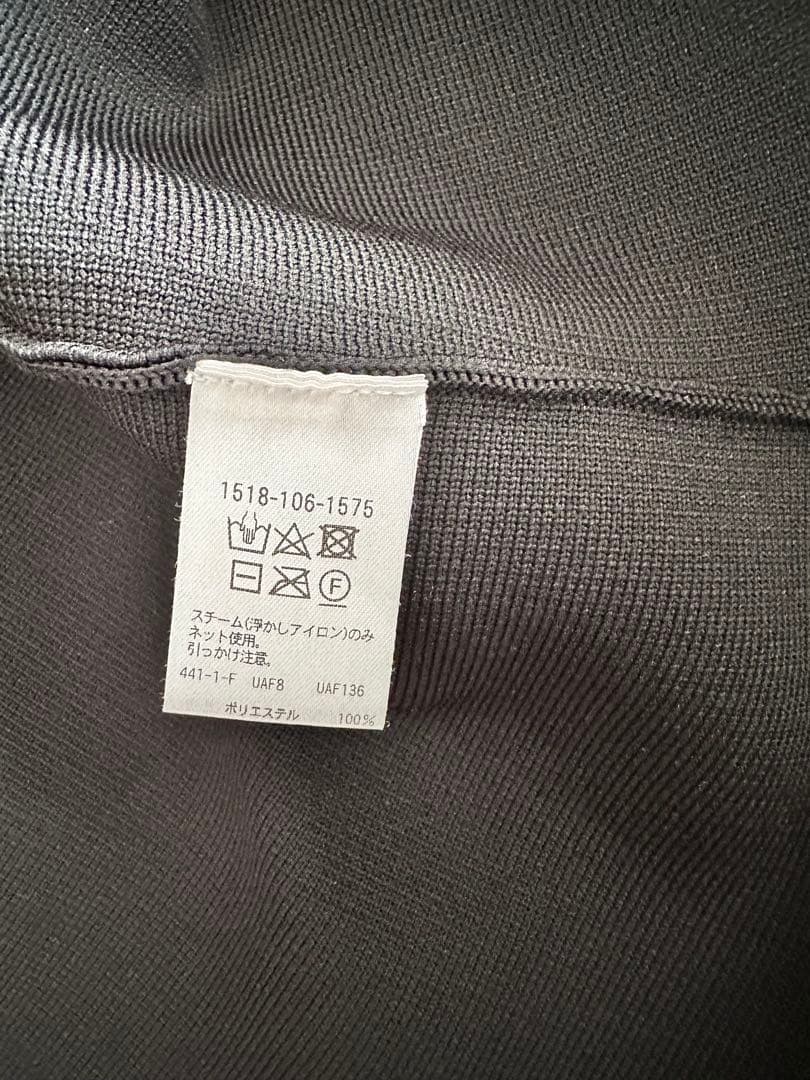 1518-106-1575
F
スチーム(浮かしアイロン)のみ
ネット使用。
引っかけ注意。
441-1-F UAF8 UAF136
ポリエステル 100%